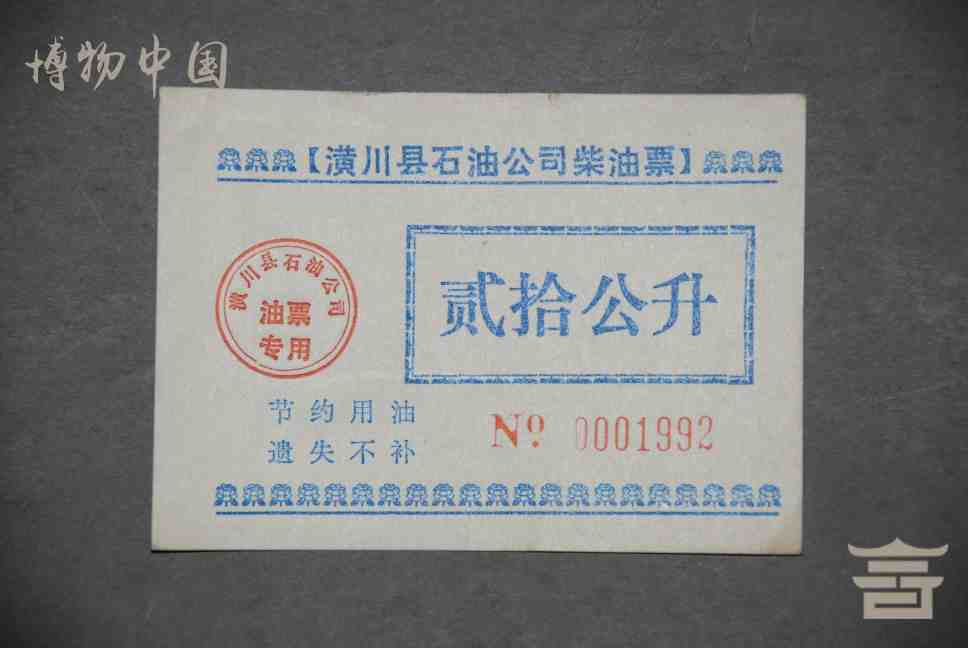 博物中国
【潢川县石油公司柴油票】
潢川县石油公司
油票
专用
贰拾公升
节约用油
遗失不补
Nº 0001992